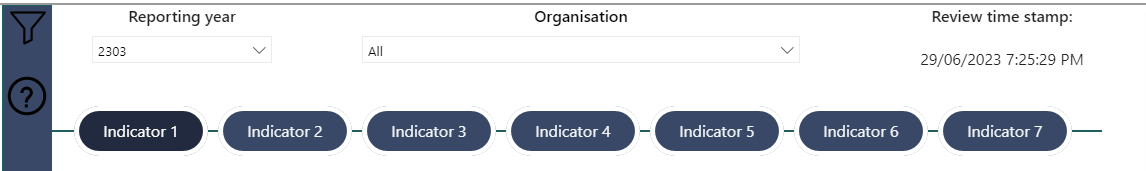 Reporting year
Organisation
Review time stamp:
2303
All
29/06/2023 7:25:29 PM
?
Indicator 1
Indicator 2
Indicator 3
Indicator 4
Indicator 5
Indicator 6
Indicator 7